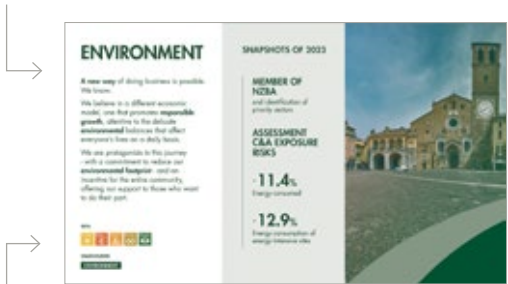 ENVIRONMENT
A new way of doing business is possible.
We know.
We believe in a different economic
model, one that promotes responsible
growth, attentive to the delicate
environmental balances that affect
everyone's lives on a daily basis.
We are protagonists in this journey
- with a commitment to reduce our
environmental footprint - and an
incentive for the entire community,
offering our support to those who want
to do their part.
ENVIRONMENT
SNAPSHOTS OF 2023
MEMBER OF
NZBA
and identification of
priority sectors
ASSESSMENT
C&A EXPOSURE
RISKS
-11.4%
Energy consumed
-12.9%
Energy consumption of
energy-intensive sites